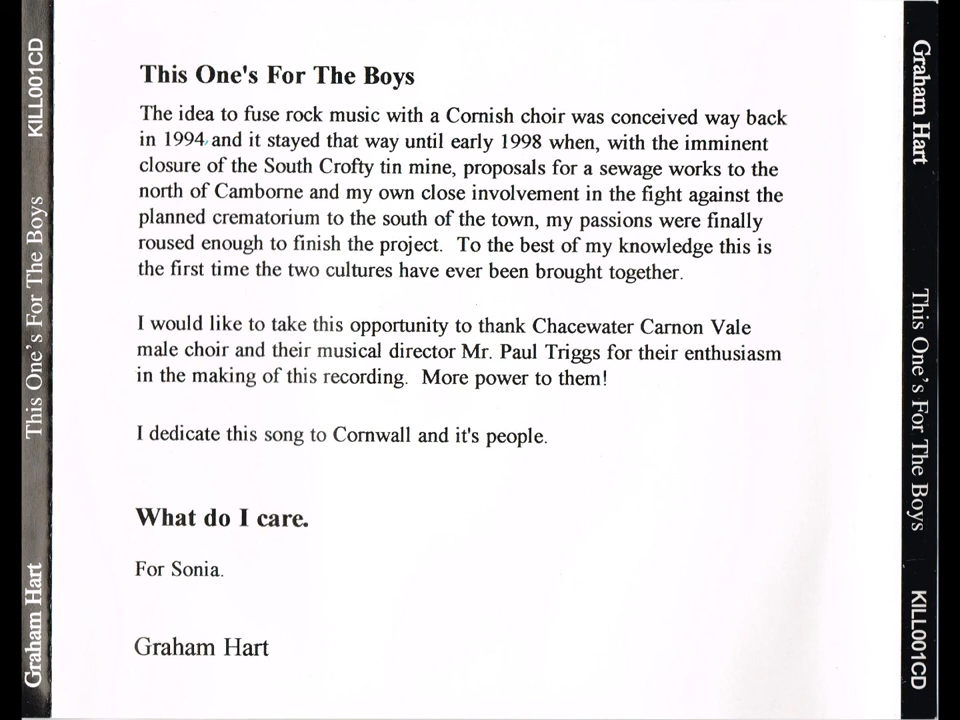 Graham Hart This One's For The Boys KILL001CD
This One's For The Boys
The idea to fuse rock music with a Cornish choir was conceived way back
in 1994, and it stayed that way until early 1998 when, with the imminent
closure of the South Crofty tin mine, proposals for a sewage works to the
north of Camborne and my own close involvement in the fight against the
planned crematorium to the south of the town, my passions were finally
roused enough to finish the project. To the best of my knowledge this is
the first time the two cultures have ever been brought together.
I would like to take this opportunity to thank Chacewater Carnon Vale
male choir and their musical director Mr. Paul Triggs for their enthusiasm
in the making of this recording. More power to them!
I dedicate this song to Cornwall and it's people.
What do I care.
For Sonia.
Graham Hart
Graham Hart This One's For The Boys KILL001CD